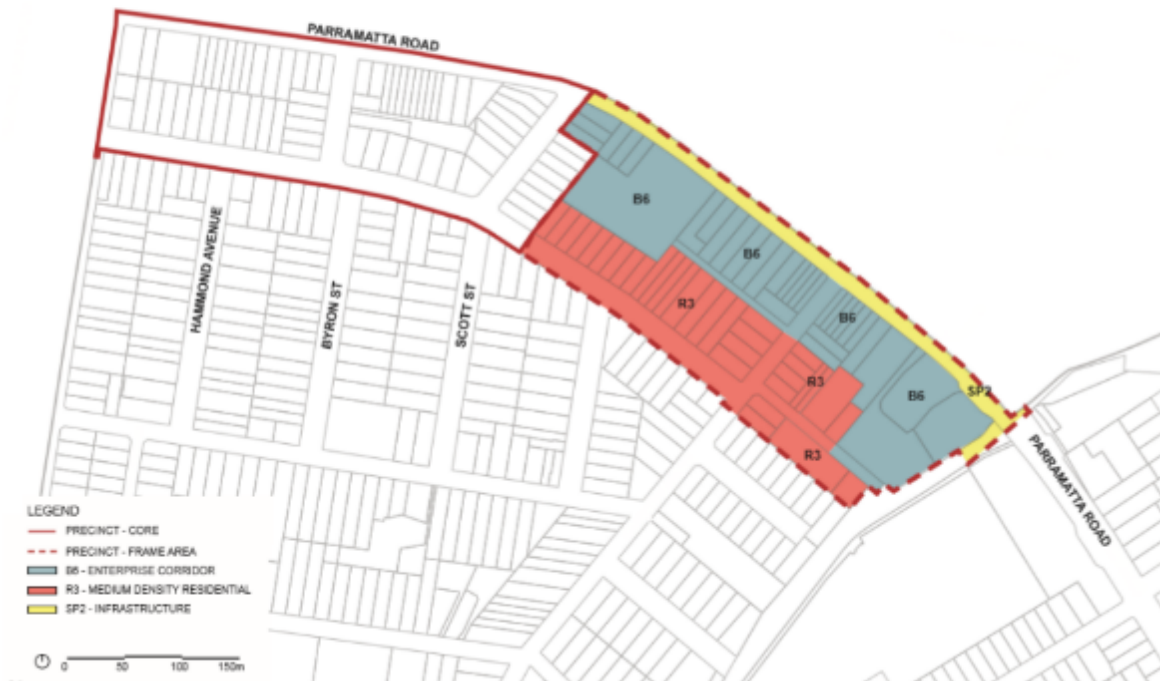 PARRAMATTA ROAD
B6
B6
HAMMOND AVENUE
BYRON ST
SCOTT ST
R3
B6
R3
B6
SP2
R3
PARRAMATTA ROAD
LEGEND
PRECINCT - CORE
PRECINCT - FRAME AREA
B6 - ENTERPRISE CORRIDOR
R3 - MEDIUM DENSITY RESIDENTIAL
SP2 - INFRASTRUCTURE
0 50 100 150m